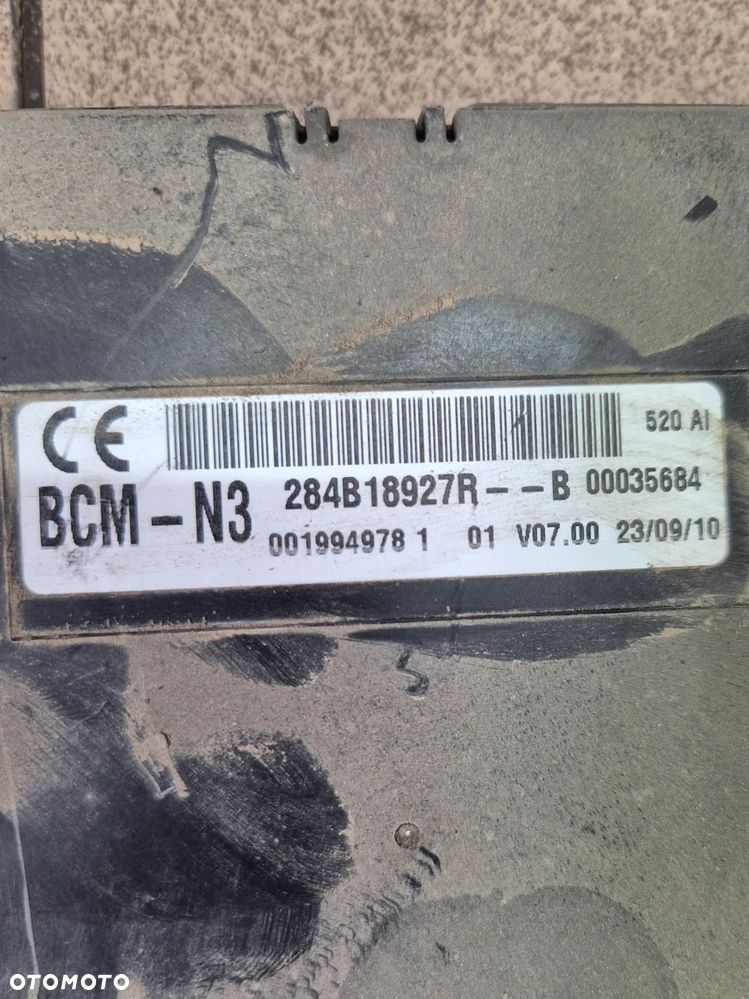 CE
520 AI
BCM-N3
284B18927R--B 00035684
001994978 1 01 V07.00 23/09/10
OTOMOTO